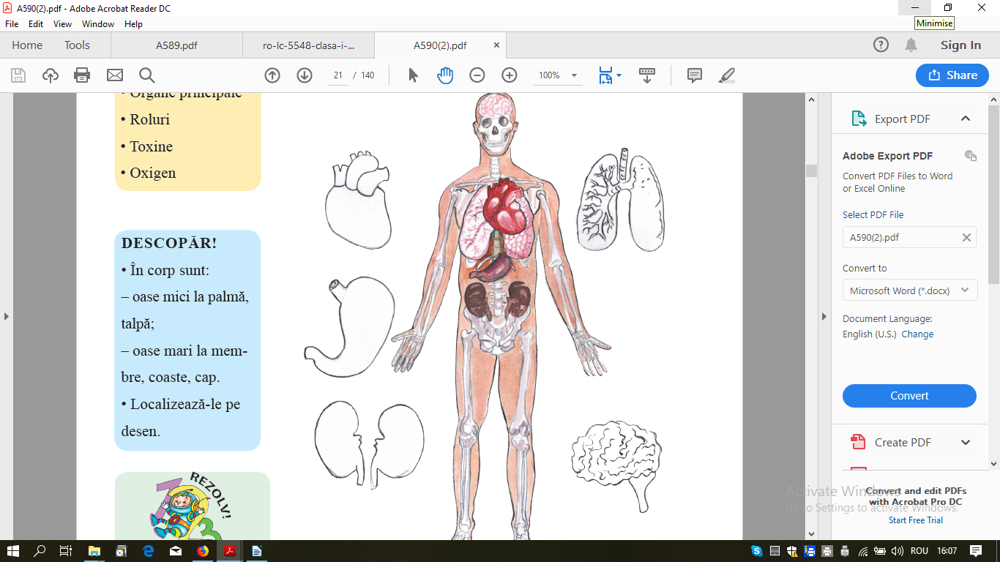 A590(2).pdf - Adobe Acrobat Reader DC
File Edit View Window Help
Minimise
Home Tools A589.pdf ro-lc-5548-clasa-i-... A590(2).pdf Sign In
21 / 140 100% Share
• Organe principale
• Roluri
• Toxine
• Oxigen
DESCOPĂR!
• În corp sunt:
– oase mici la palmă,
talpă;
– oase mari la mem-
bre, coaste, cap.
• Localizează-le pe
desen.
REZOLV!
Export PDF
Adobe Export PDF
Convert PDF Files to Word
or Excel Online
Select PDF File
A590(2).pdf
Convert to
Microsoft Word (*.docx)
Document Language:
English (U.S.) Change
Convert
Create PDF
Activate Windows
Go to Settings to activate Windows.
Convert and edit PDFs
with Acrobat Pro DC
Start Free Trial
ROU 16:07